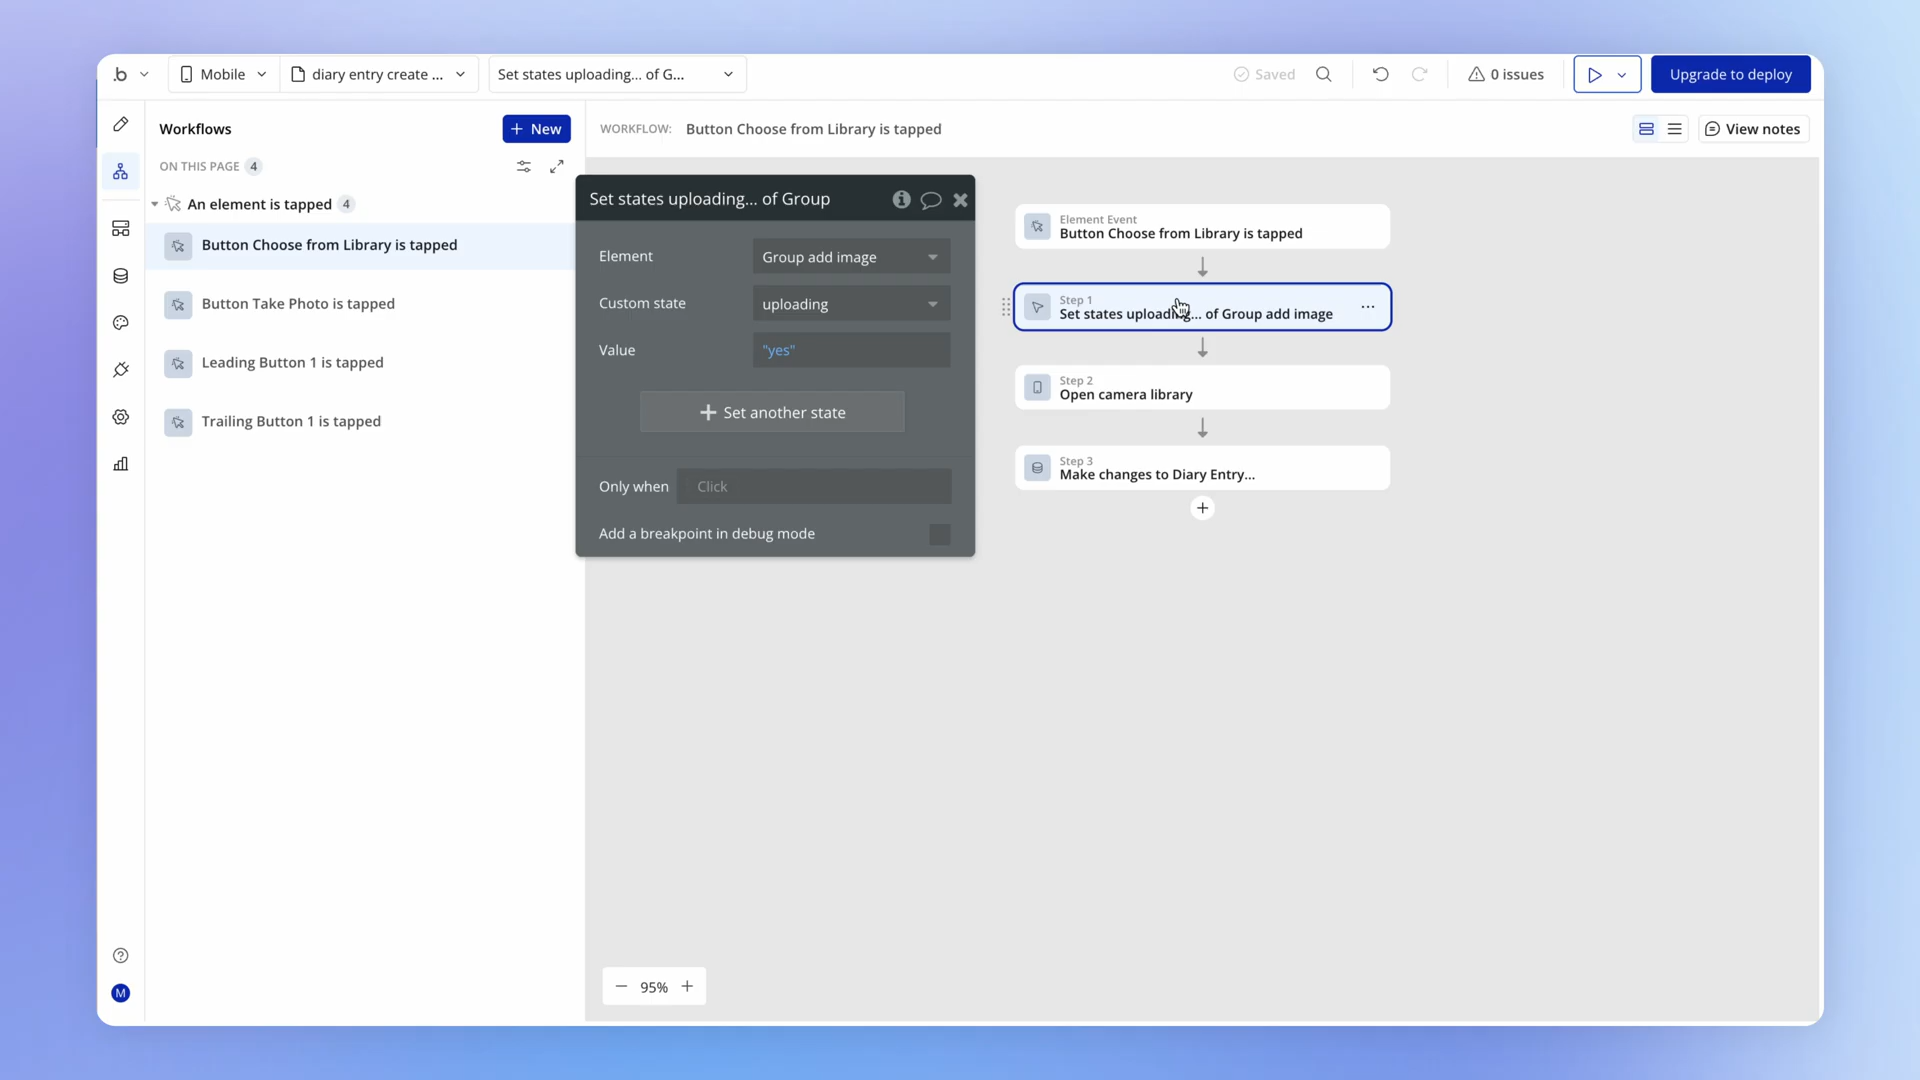 .b
Mobile
diary entry create ...
Set states uploading... of G...
Saved
0 issues
Upgrade to deploy
Workflows
New
ON THIS PAGE 4
An element is tapped 4
Button Choose from Library is tapped
Button Take Photo is tapped
Leading Button 1 is tapped
Trailing Button 1 is tapped
M
WORKFLOW: Button Choose from Library is tapped
View notes
Set states uploading... of Group
Element
Group add image
Custom state
uploading
Value
"yes"
Set another state
Only when
Click
Add a breakpoint in debug mode
Element Event
Button Choose from Library is tapped
Step 1
Set states uploading... of Group add image
Step 2
Open camera library
Step 3
Make changes to Diary Entry...
95%